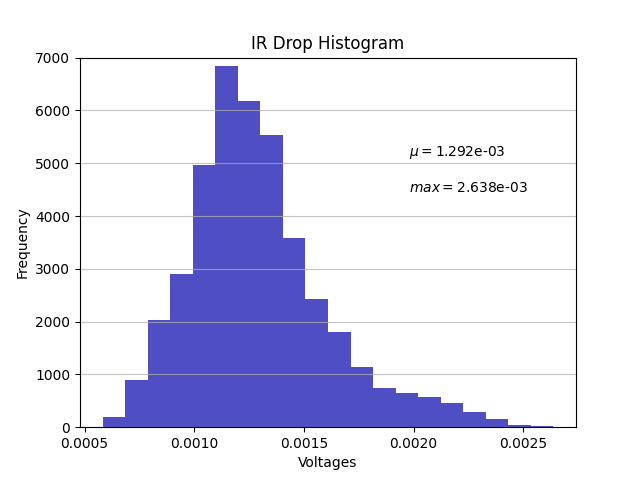 IR Drop Histogram
7000
6000
5000
4000
3000
2000
1000
0
Frequency
μ = 1.292e-03
max = 2.638e-03
0.0005 0.0010 0.0015 0.0020 0.0025
Voltages